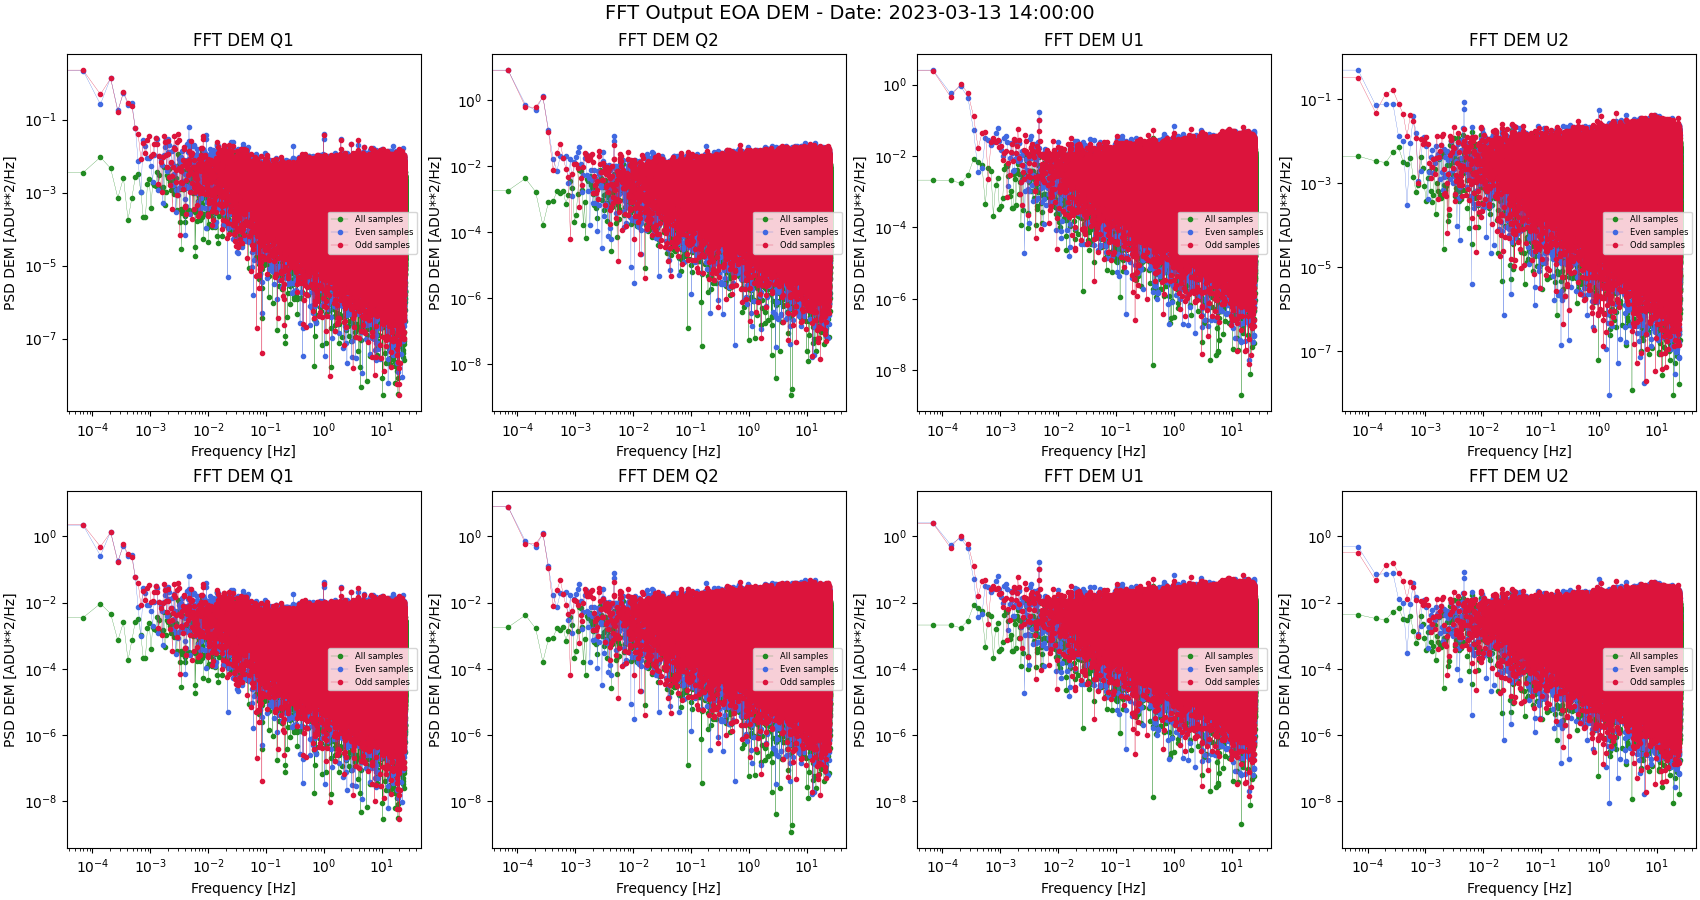 FFT Output EOA DEM - Date: 2023-03-13 14:00:00
FFT DEM Q1
PSD DEM [ADU**2/Hz]
10^-1
10^-3
10^-5
10^-7
All samples
Even samples
Odd samples
10^-4 10^-3 10^-2 10^-1 10^0 10^1
Frequency [Hz]
FFT DEM Q2
PSD DEM [ADU**2/Hz]
10^0
10^-2
10^-4
10^-6
10^-8
All samples
Even samples
Odd samples
10^-4 10^-3 10^-2 10^-1 10^0 10^1
Frequency [Hz]
FFT DEM U1
PSD DEM [ADU**2/Hz]
10^0
10^-2
10^-4
10^-6
10^-8
All samples
Even samples
Odd samples
10^-4 10^-3 10^-2 10^-1 10^0 10^1
Frequency [Hz]
FFT DEM U2
PSD DEM [ADU**2/Hz]
10^-1
10^-3
10^-5
10^-7
All samples
Even samples
Odd samples
10^-4 10^-3 10^-2 10^-1 10^0 10^1
Frequency [Hz]
FFT DEM Q1
PSD DEM [ADU**2/Hz]
10^0
10^-2
10^-4
10^-6
10^-8
All samples
Even samples
Odd samples
10^-4 10^-3 10^-2 10^-1 10^0 10^1
Frequency [Hz]
FFT DEM Q2
PSD DEM [ADU**2/Hz]
10^0
10^-2
10^-4
10^-6
10^-8
All samples
Even samples
Odd samples
10^-4 10^-3 10^-2 10^-1 10^0 10^1
Frequency [Hz]
FFT DEM U1
PSD DEM [ADU**2/Hz]
10^0
10^-2
10^-4
10^-6
10^-8
All samples
Even samples
Odd samples
10^-4 10^-3 10^-2 10^-1 10^0 10^1
Frequency [Hz]
FFT DEM U2
PSD DEM [ADU**2/Hz]
10^0
10^-2
10^-4
10^-6
10^-8
All samples
Even samples
Odd samples
10^-4 10^-3 10^-2 10^-1 10^0 10^1
Frequency [Hz]